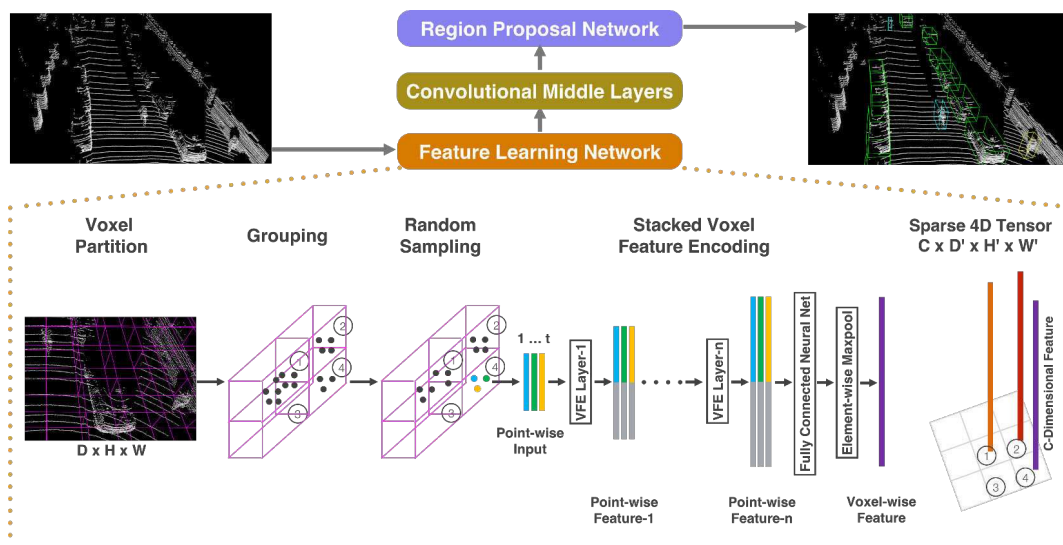 Region Proposal Network
Convolutional Middle Layers
Feature Learning Network
Voxel
Partition
Grouping
Random
Sampling
Stacked Voxel
Feature Encoding
Sparse 4D Tensor
C x D' x H' x W'
D x H x W
1
2
3
4
1
2
3
4
1 ... t
Point-wise
Input
VFE Layer-1
Point-wise
Feature-1
VFE Layer-n
Point-wise
Feature-n
Fully Connected Neural Net
Element-wise Maxpool
Voxel-wise
Feature
C-Dimensional Feature
1
2
3
4